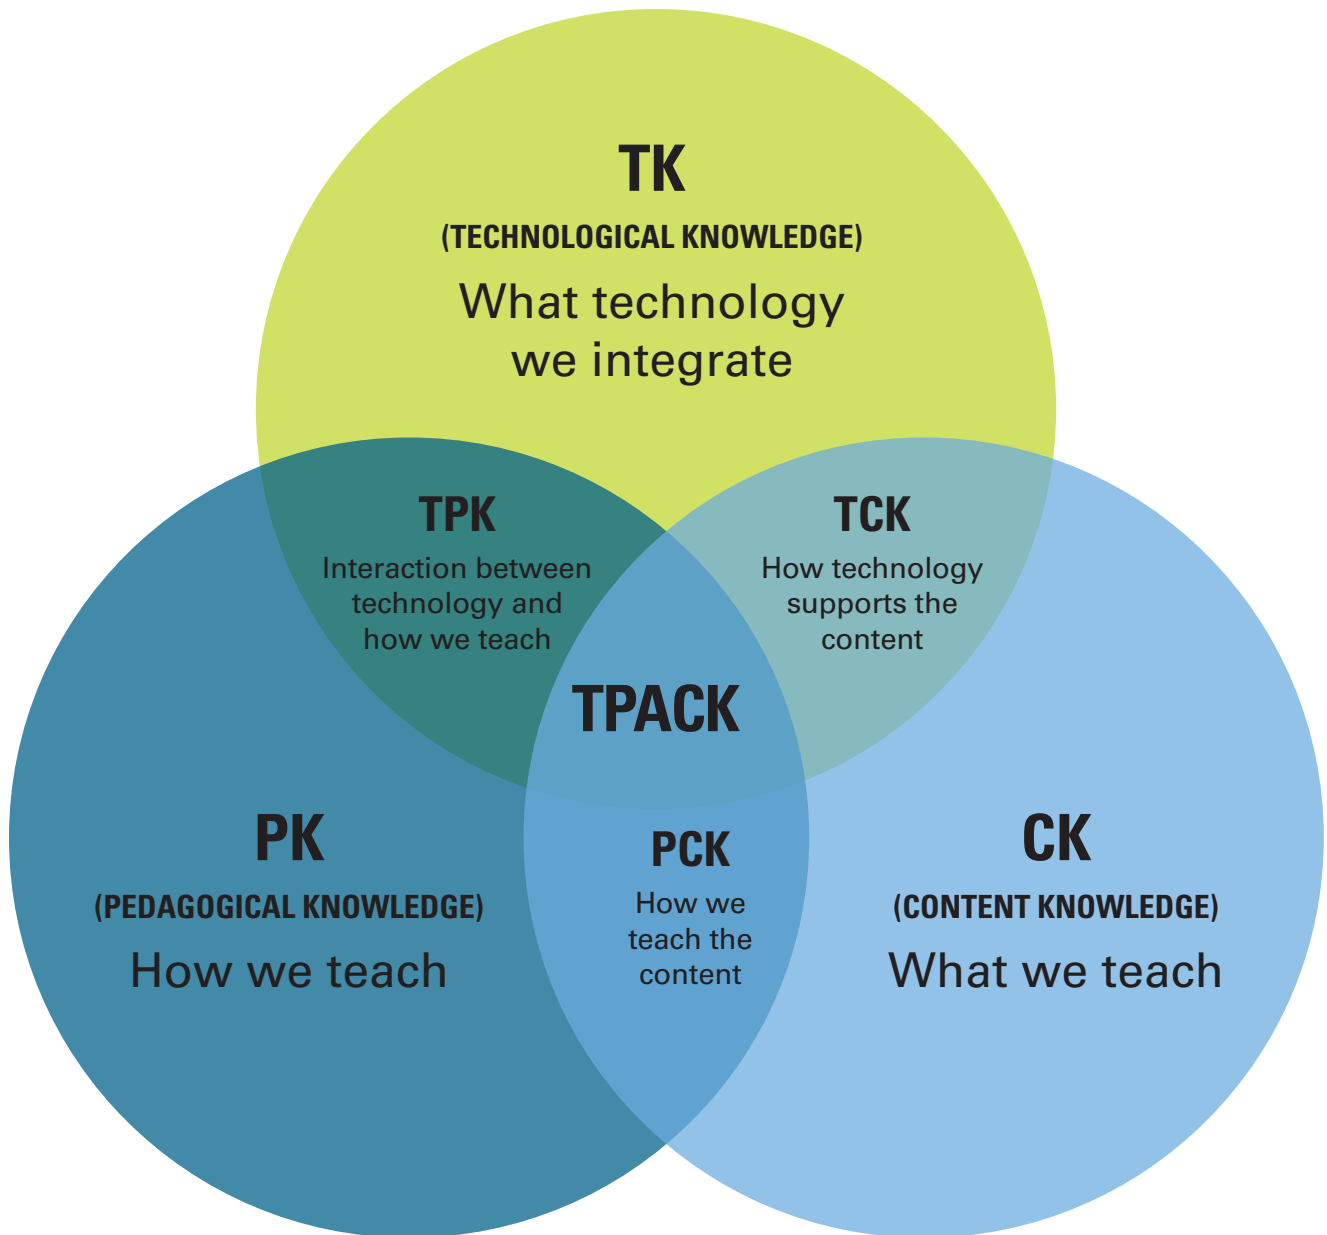 TK
(TECHNOLOGICAL KNOWLEDGE)
What technology
we integrate
TPK
Interaction between
technology and
how we teach
TCK
How technology
supports the
content
TPACK
PK
(PEDAGOGICAL KNOWLEDGE)
How we teach
PCK
How we
teach the
content
CK
(CONTENT KNOWLEDGE)
What we teach